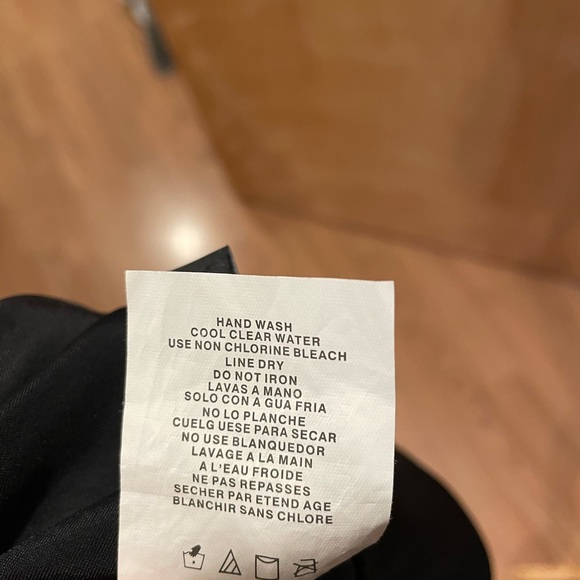 HAND WASH
COOL CLEAR WATER
USE NON CHLORINE BLEACH
LINE DRY
DO NOT IRON
LAVAS A MANO
SOLO CON A GUA FRIA
NO LO PLANCHE
CUELG UESE PARA SECAR
NO USE BLANQUEDOR
LAVAGE A LA MAIN
A L'EAU FROIDE
NE PAS REPASSES
SECHER PAR ETEND AGE
BLANCHIR SANS CHLORE